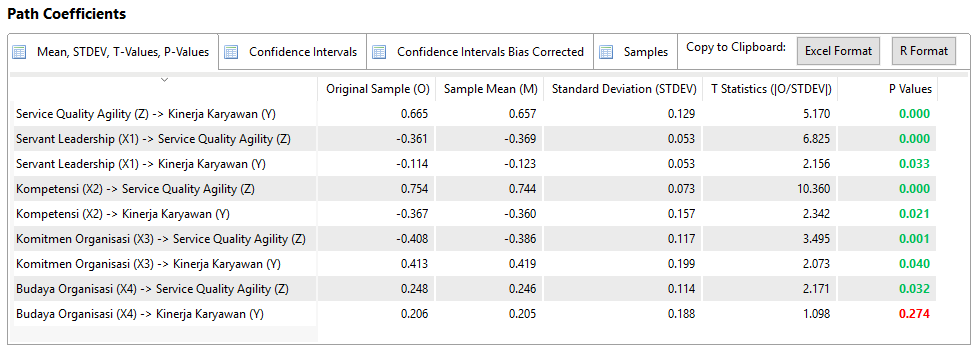 Path Coefficients
Mean, STDEV, T-Values, P-Values Confidence Intervals Confidence Intervals Bias Corrected Samples Copy to Clipboard: Excel Format R Format
Original Sample (O) Sample Mean (M) Standard Deviation (STDEV) T Statistics (|O/STDEV|) P Values
Service Quality Agility (Z) -> Kinerja Karyawan (Y) 0.665 0.657 0.129 5.170 0.000
Servant Leadership (X1) -> Service Quality Agility (Z) -0.361 -0.369 0.053 6.825 0.000
Servant Leadership (X1) -> Kinerja Karyawan (Y) -0.114 -0.123 0.053 2.156 0.033
Kompetensi (X2) -> Service Quality Agility (Z) 0.754 0.744 0.073 10.360 0.000
Kompetensi (X2) -> Kinerja Karyawan (Y) -0.367 -0.360 0.157 2.342 0.021
Komitmen Organisasi (X3) -> Service Quality Agility (Z) -0.408 -0.386 0.117 3.495 0.001
Komitmen Organisasi (X3) -> Kinerja Karyawan (Y) 0.413 0.419 0.199 2.073 0.040
Budaya Organisasi (X4) -> Service Quality Agility (Z) 0.248 0.246 0.114 2.171 0.032
Budaya Organisasi (X4) -> Kinerja Karyawan (Y) 0.206 0.205 0.188 1.098 0.274